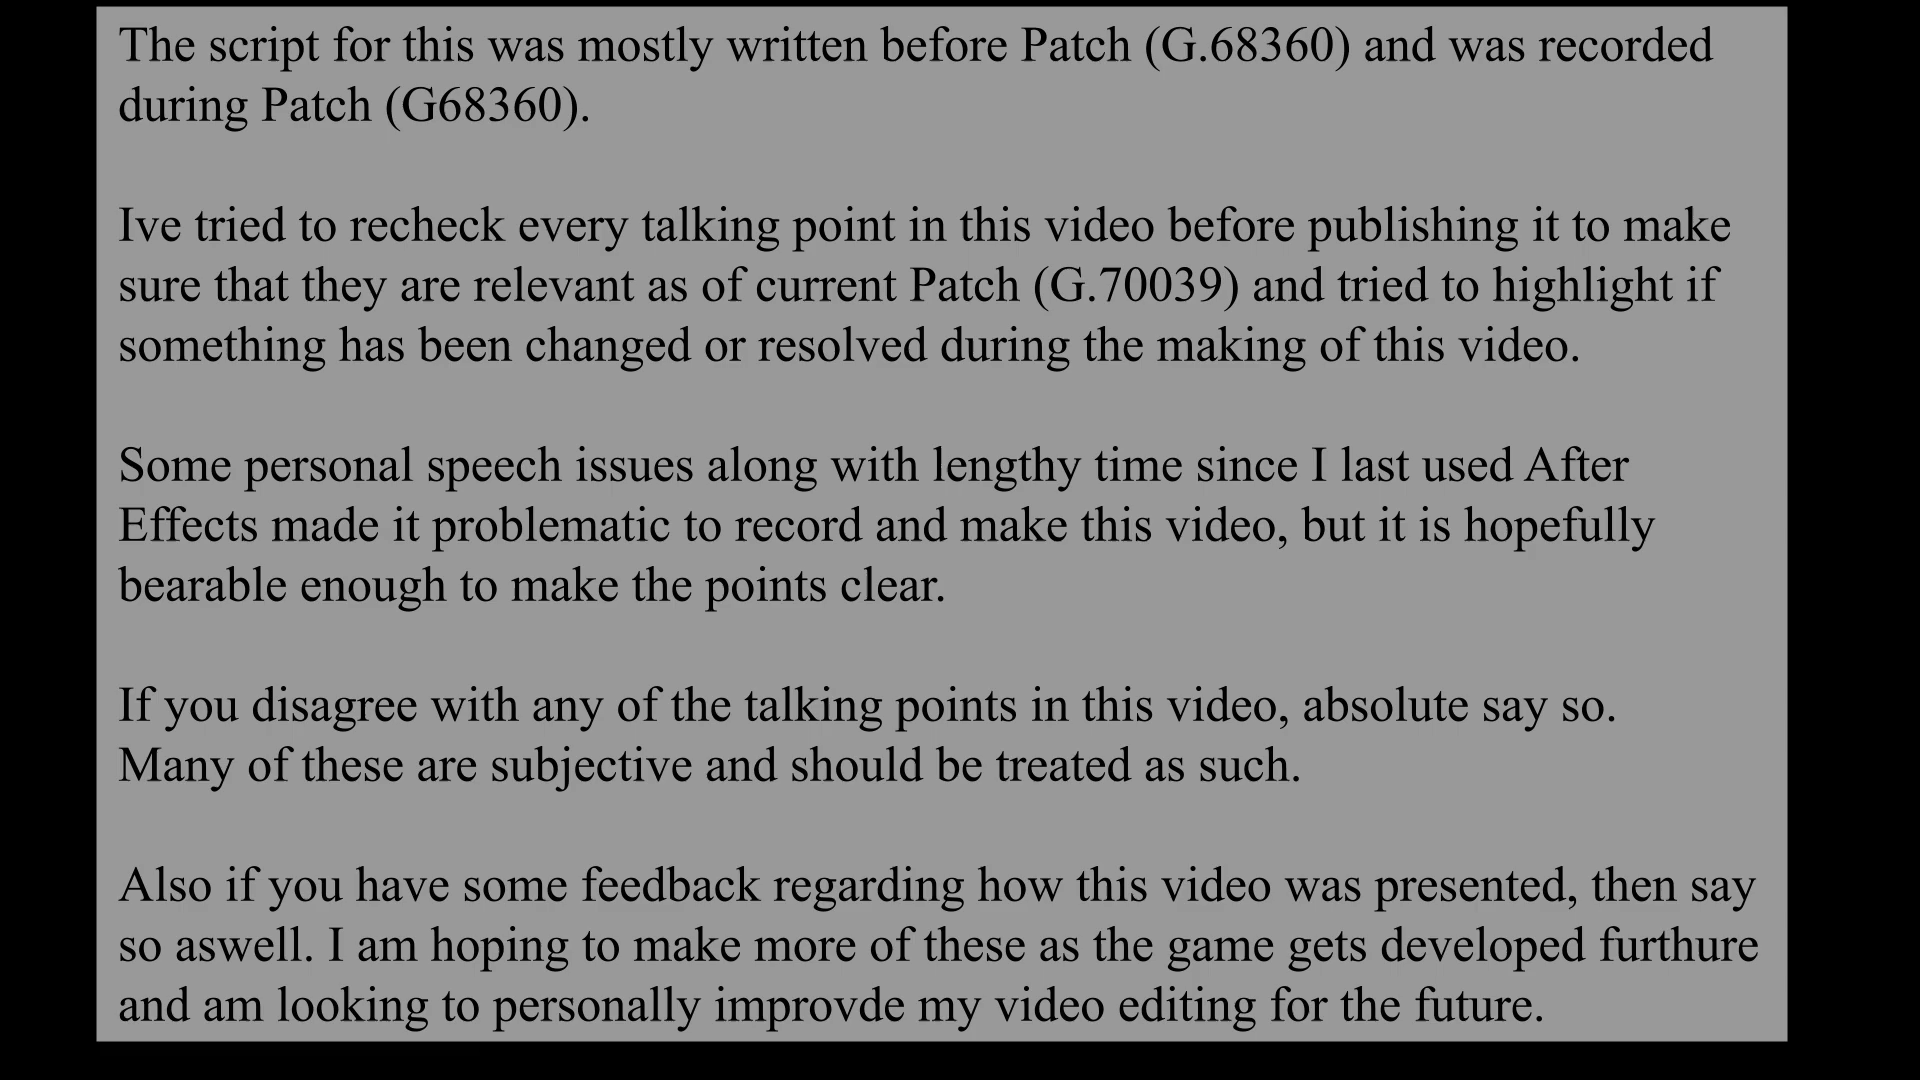 The script for this was mostly written before Patch (G.68360) and was recorded
during Patch (G68360).
Ive tried to recheck every talking point in this video before publishing it to make
sure that they are relevant as of current Patch (G.70039) and tried to highlight if
something has been changed or resolved during the making of this video.
Some personal speech issues along with lengthy time since I last used After
Effects made it problematic to record and make this video, but it is hopefully
bearable enough to make the points clear.
If you disagree with any of the talking points in this video, absolute say so.
Many of these are subjective and should be treated as such.
Also if you have some feedback regarding how this video was presented, then say
so aswell. I am hoping to make more of these as the game gets developed furthure
and am looking to personally improvde my video editing for the future.